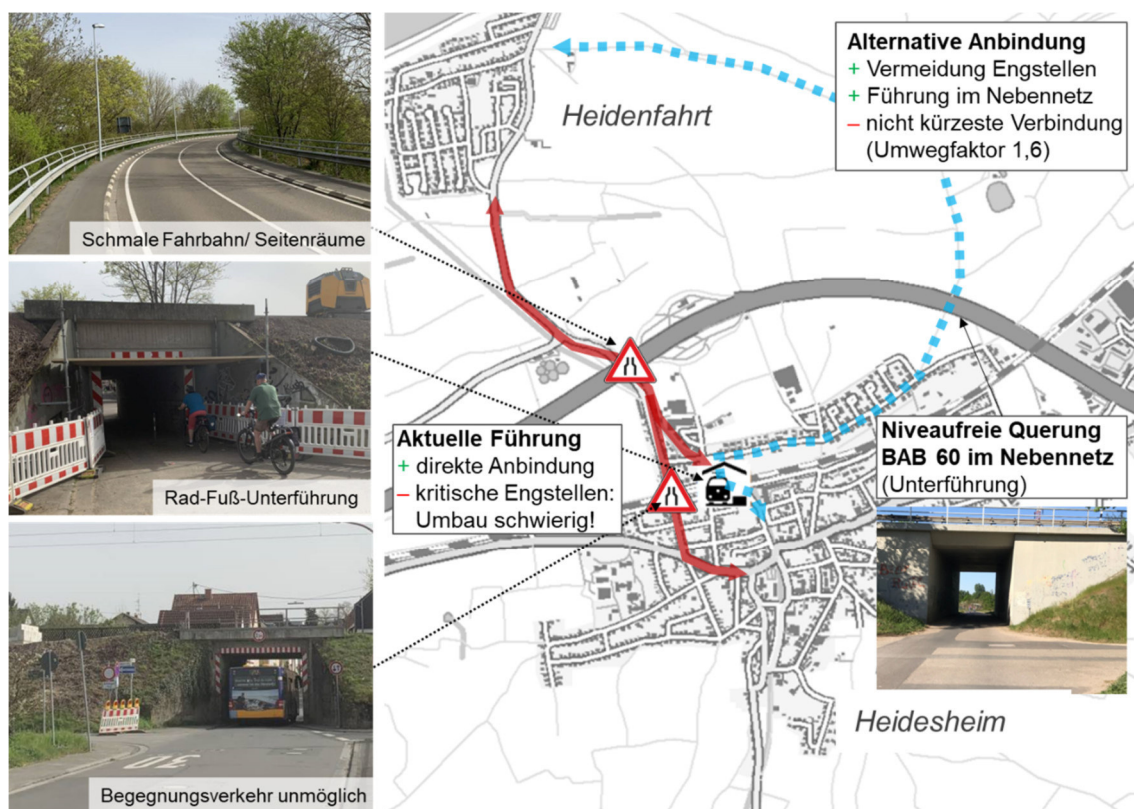 Schmale Fahrbahn/ Seitenräume
Rad-Fuß-Unterführung
30
Begegnungsverkehr unmöglich
Heidenfahrt
Alternative Anbindung
+ Vermeidung Engstellen
+ Führung im Nebennetz
– nicht kürzeste Verbindung
(Umwegfaktor 1,6)
Aktuelle Führung
+ direkte Anbindung
– kritische Engstellen:
Umbau schwierig!
Niveaufreie Querung
BAB 60 im Nebennetz
(Unterführung)
Heidesheim